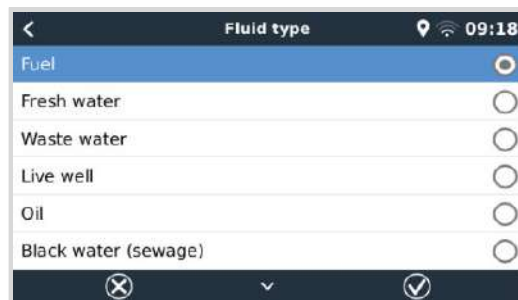 Fluid type
09:18
Fuel
Fresh water
Waste water
Live well
Oil
Black water (sewage)